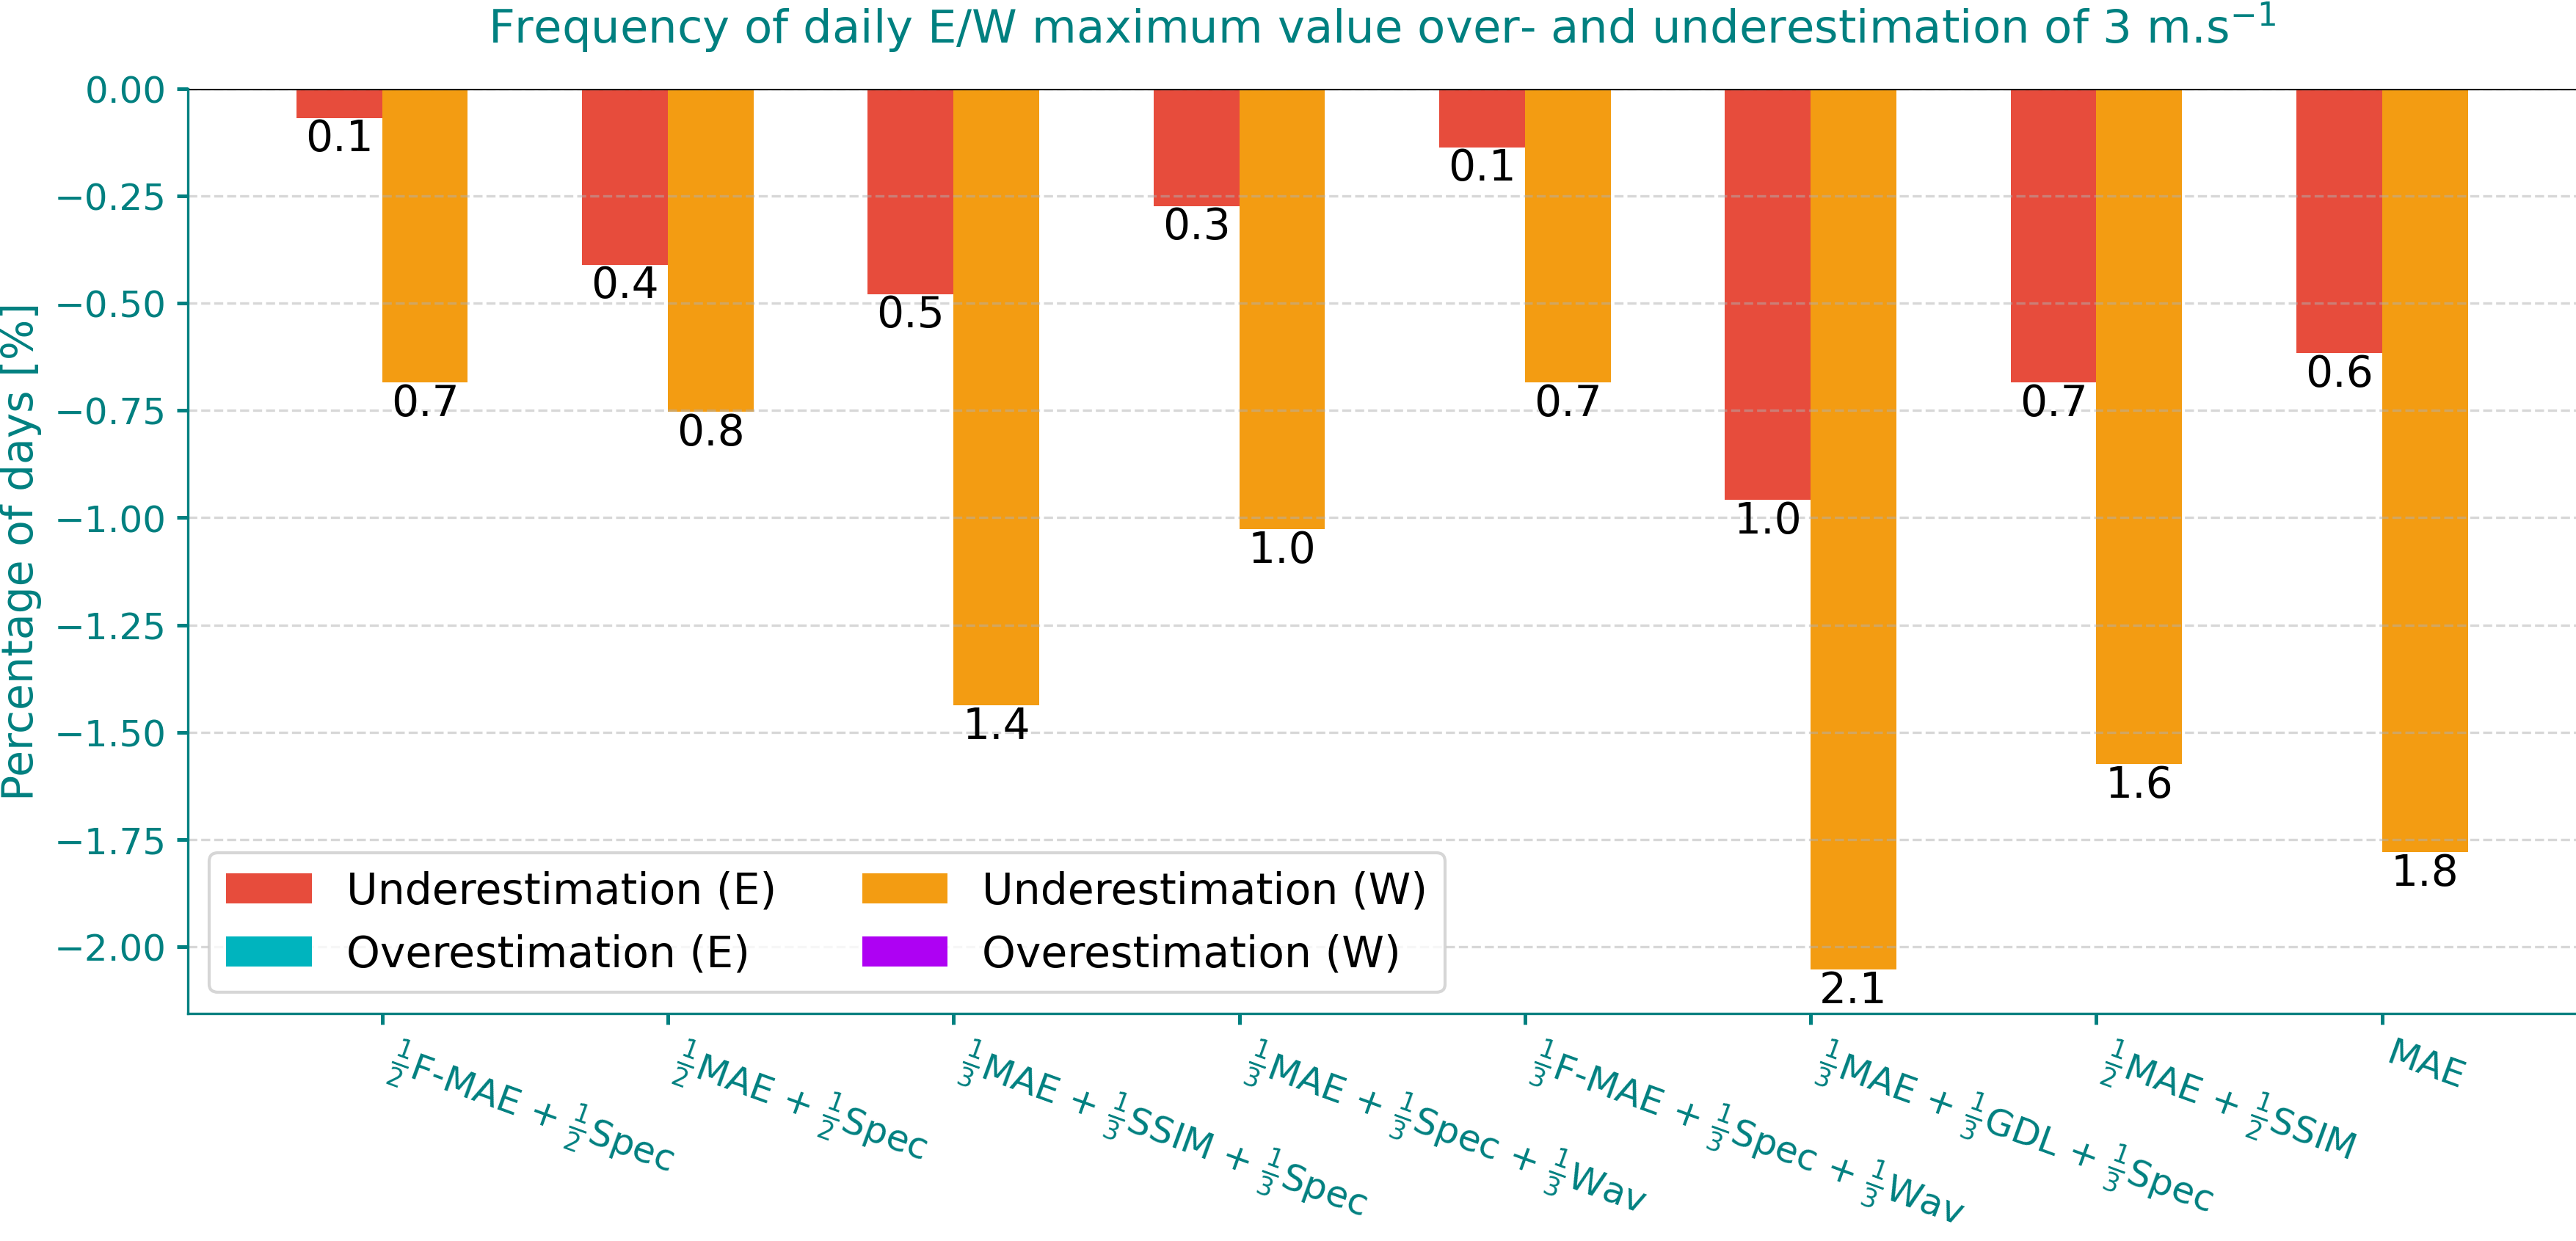 Frequency of daily E/W maximum value over- and underestimation of 3 m.s⁻¹
Percentage of days [%]
0.00
−0.25
−0.50
−0.75
−1.00
−1.25
−1.50
−1.75
−2.00
0.1
0.7
0.4
0.8
0.5
1.4
0.3
1.0
0.1
0.7
1.0
2.1
0.7
1.6
0.6
1.8
Underestimation (E)
Overestimation (E)
Underestimation (W)
Overestimation (W)
½F-MAE + ½Spec
½MAE + ½Spec
⅓MAE + ⅓SSIM + ⅓Spec
⅓MAE + ⅓Spec + ⅓Wav
⅓F-MAE + ⅓Spec + ⅓Wav
⅓MAE + ⅓GDL + ⅓Spec
½MAE + ½SSIM
MAE